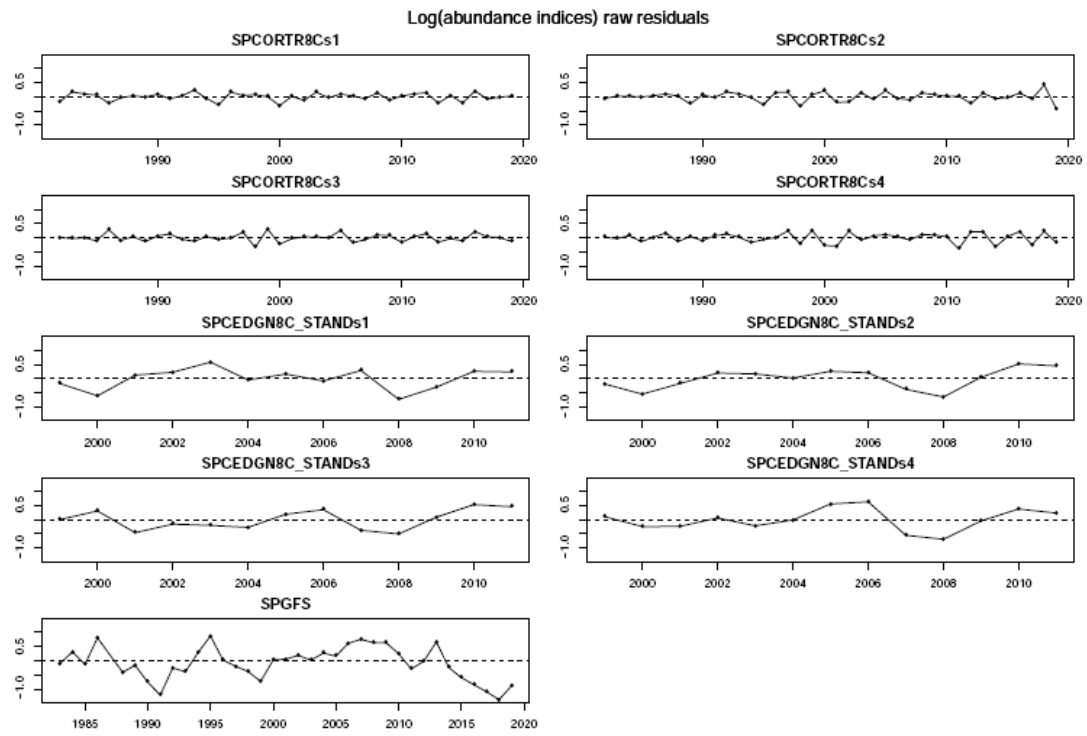 Log(abundance indices) raw residuals
SPCORTR8Cs1
0.5
-1.0
1990 2000 2010 2020
SPCORTR8Cs2
0.5
-1.0
1990 2000 2010 2020
SPCORTR8Cs3
0.5
-1.0
1990 2000 2010 2020
SPCORTR8Cs4
0.5
-1.0
1990 2000 2010 2020
SPCEDGN8C_STANDs1
0.5
-1.0
2000 2002 2004 2006 2008 2010
SPCEDGN8C_STANDs2
0.5
-1.0
2000 2002 2004 2006 2008 2010
SPCEDGN8C_STANDs3
0.5
-1.0
2000 2002 2004 2006 2008 2010
SPCEDGN8C_STANDs4
0.5
-1.0
2000 2002 2004 2006 2008 2010
SPGFS
0.5
-1.0
1985 1990 1995 2000 2005 2010 2015 2020